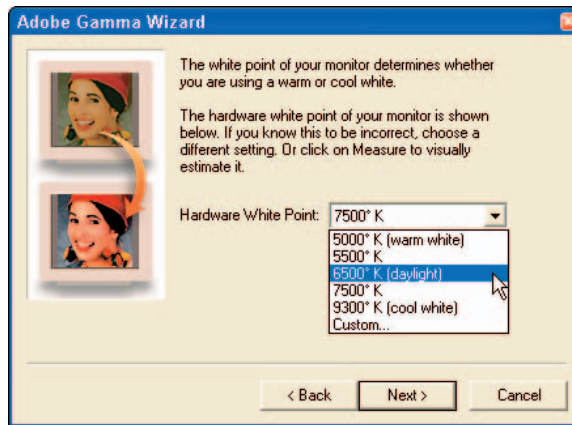 Adobe Gamma Wizard
The white point of your monitor determines whether
you are using a warm or cool white.
The hardware white point of your monitor is shown
below. If you know this to be incorrect, choose a
different setting. Or click on Measure to visually
estimate it.
Hardware White Point: 7500° K
5000° K (warm white)
5500° K
6500° K (daylight)
7500° K
9300° K (cool white)
Custom...
< Back Next > Cancel